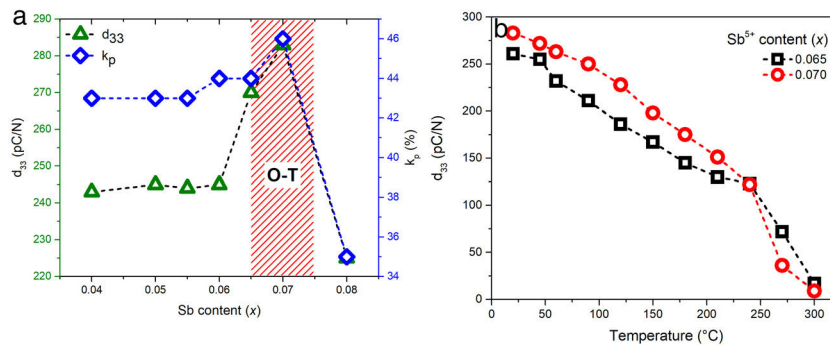 a
d₃₃
kₚ
290
280
270
260
250
240
230
220
d₃₃ (pC/N)
46
44
42
40
38
36
34
kₚ (%)
O-T
0.04 0.05 0.06 0.07 0.08
Sb content (x)
b
Sb⁵⁺ content (x)
0.065
0.070
300
250
200
150
100
50
0
d₃₃ (pC/N)
0 50 100 150 200 250 300
Temperature (°C)